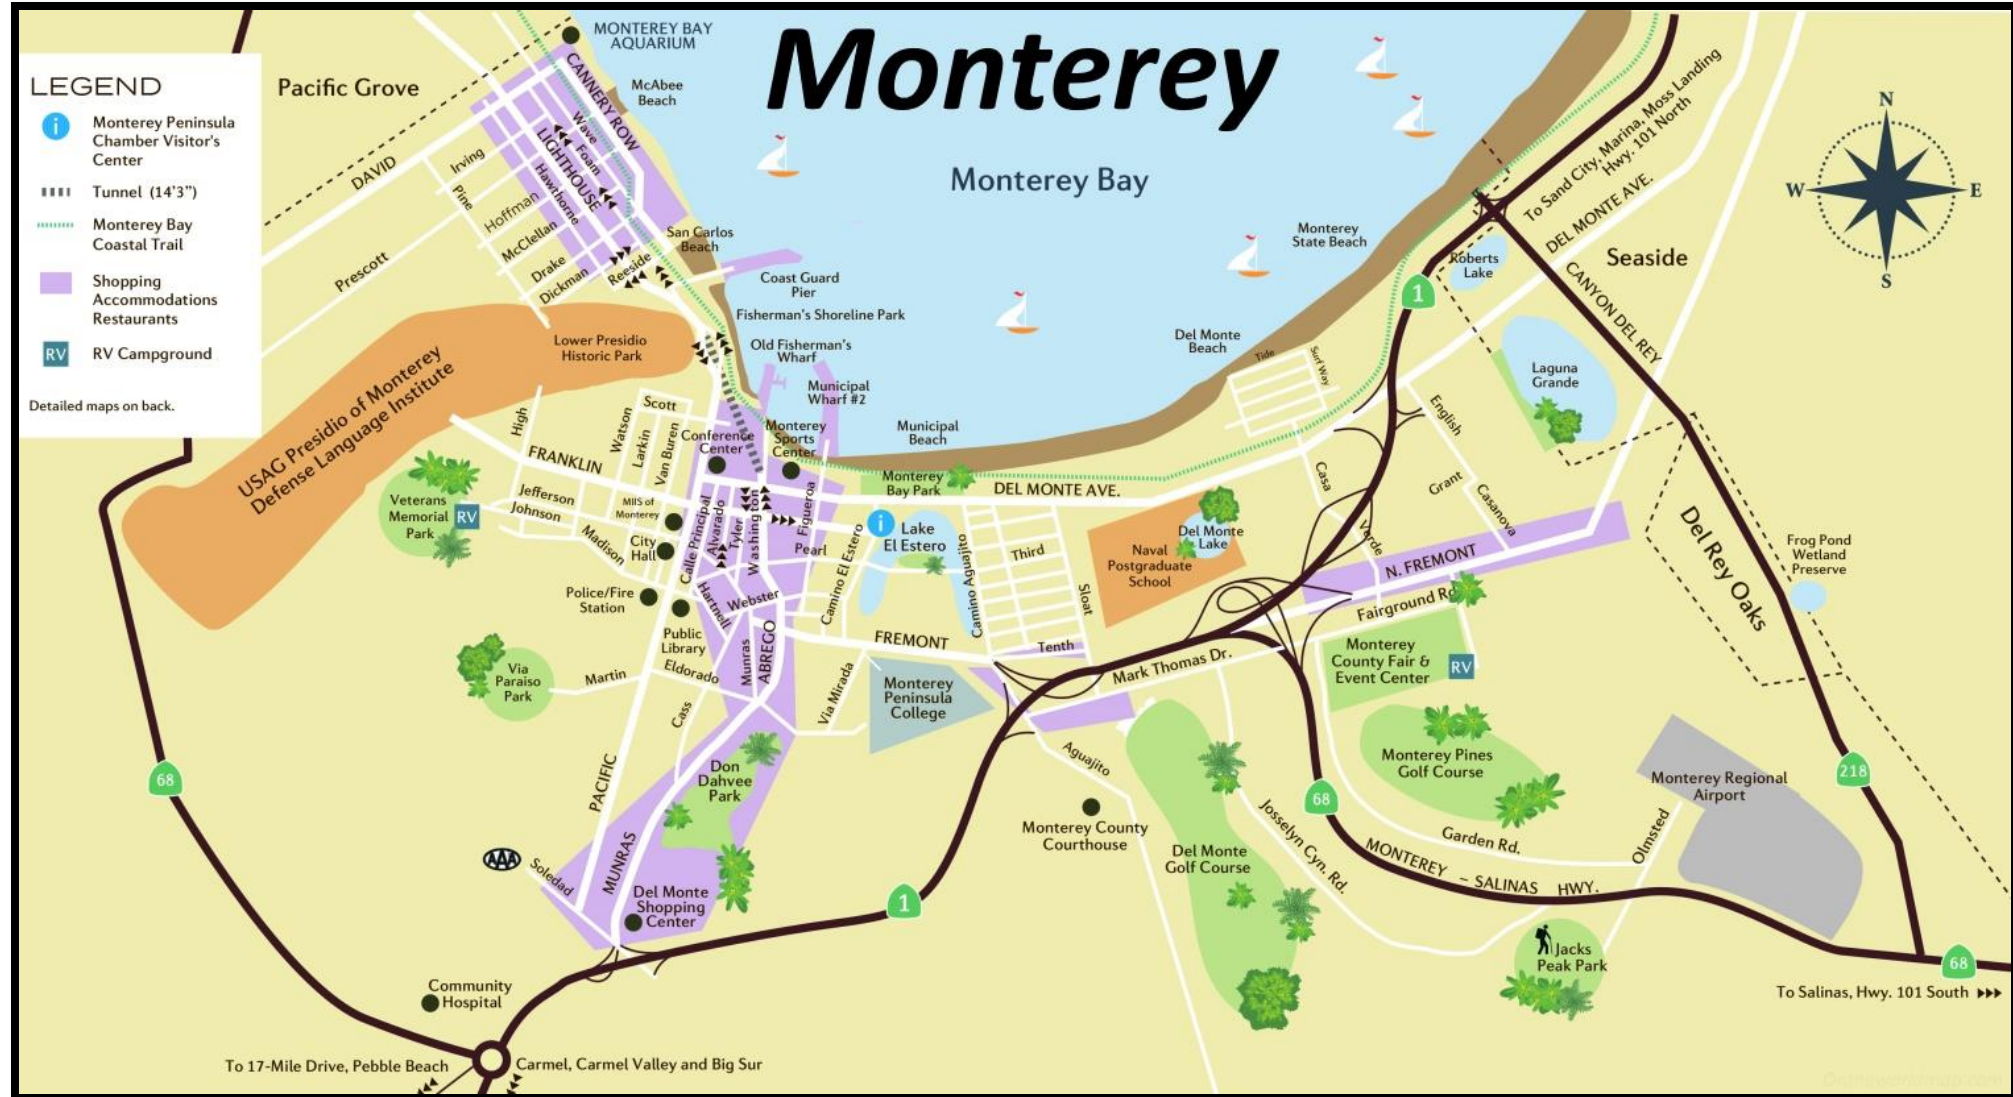 Monterey
LEGEND
i
Monterey Peninsula
Chamber Visitor's
Center
Tunnel (14'3")
Monterey Bay
Coastal Trail
Shopping
Accommodations
Restaurants
RV
RV Campground
Detailed maps on back.
Pacific Grove
MONTEREY BAY
AQUARIUM
McAbee
Beach
CANNERY ROW
Wave
Foam
LIGHTHOUSE
Hawthorne
DAVID
Irving
Pine
Hoffman
McClellan
Prescott
Drake
Dickman
Reeside
San Carlos
Beach
Monterey Bay
Coast Guard
Pier
Fisherman's Shoreline Park
Old Fisherman's
Wharf
Municipal
Wharf #2
Lower Presidio
Historic Park
USAG Presidio of Monterey
Defense Language Institute
Monterey
State Beach
Del Monte
Beach
Tide
Surf Way
Roberts
Lake
1
To Sand City, Marina, Moss Landing
Hwy. 101 North
DEL MONTE AVE.
Seaside
CANYON DEL REY
N
W
E
S
Laguna
Grande
High
FRANKLIN
Watson
Larkin
Scott
Van Buren
Conference
Center
Monterey
Sports
Center
Municipal
Beach
Monterey
Bay Park
DEL MONTE AVE.
Casa
Verde
English
Grant
Casanova
Veterans
Memorial
Park
RV
Jefferson
Johnson
Madison
MIIS of
Monterey
City
Hall
Calle Principal
Alvarado
Tyler
Washington
Figueroa
Pearl
i
Lake
El Estero
Camino El Estero
Camino Aguajito
Third
Sloat
Tenth
Naval
Postgraduate
School
Del Monte
Lake
N. FREMONT
Fairground Rd.
Del Rey Oaks
Frog Pond
Wetland
Preserve
Police/Fire
Station
Public
Library
Hartnell
Webster
Munras
ABREGO
FREMONT
Via
Paraiso
Park
Martin
Eldorado
Cass
Via Mirada
Monterey
Peninsula
College
Mark Thomas Dr.
Monterey
County Fair &
Event Center
RV
68
PACIFIC
MUNRAS
Don
Dahvee
Park
AAA
Soledad
Del Monte
Shopping
Center
1
Aguajito
Monterey County
Courthouse
Del Monte
Golf Course
Josselyn Cyn. Rd.
68
Monterey Pines
Golf Course
Garden Rd.
MONTEREY – SALINAS HWY.
Olmsted
Monterey Regional
Airport
218
Jacks
Peak Park
68
To Salinas, Hwy. 101 South
Community
Hospital
To 17-Mile Drive, Pebble Beach
Carmel, Carmel Valley and Big Sur